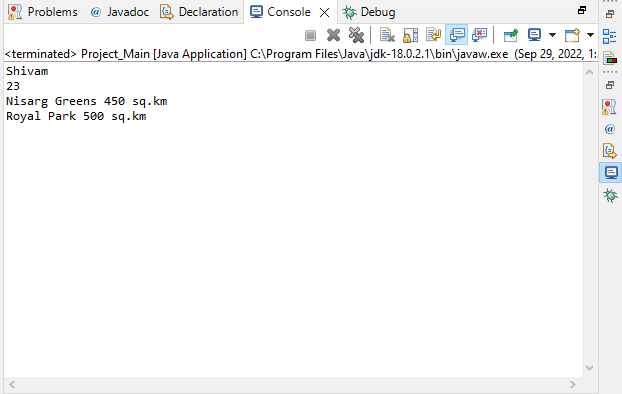 Problems @ Javadoc Declaration Console Debug
<terminated> Project_Main [Java Application] C:\Program Files\Java\jdk-18.0.2.1\bin\javaw.exe (Sep 29, 2022, 1:
Shivam
23
Nisarg Greens 450 sq.km
Royal Park 500 sq.km